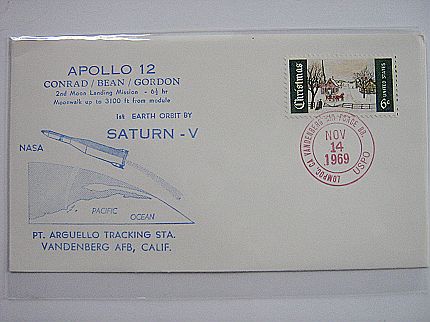 APOLLO 12
CONRAD / BEAN / GORDON
2nd Moon Landing Mission - 6½ hr
Moonwalk up to 3100 ft from module
1st EARTH ORBIT BY
SATURN - V
NASA
PACIFIC OCEAN
PT. ARGUELLO TRACKING STA.
VANDENBERG AFB, CALIF.
Christmas
6c
UNITED STATES
LOMPOC CA VANDENBERG AIR FORCE BR.
NOV
14
1969
USPO